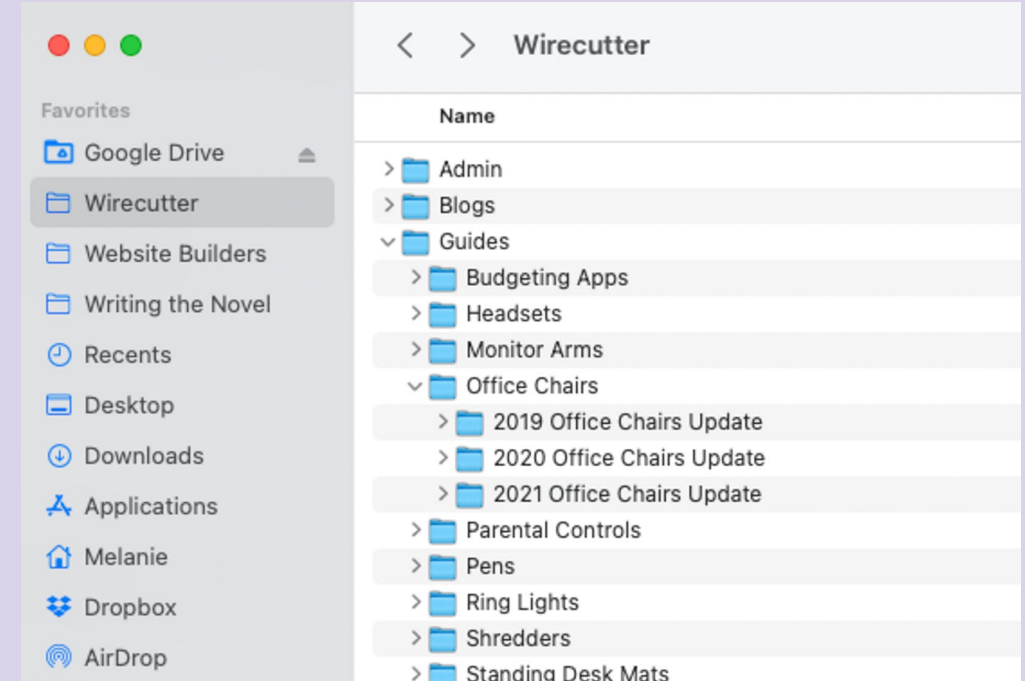 Favorites
Google Drive
Wirecutter
Website Builders
Writing the Novel
Recents
Desktop
Downloads
Applications
Melanie
Dropbox
AirDrop
Wirecutter
Name
Admin
Blogs
Guides
Budgeting Apps
Headsets
Monitor Arms
Office Chairs
2019 Office Chairs Update
2020 Office Chairs Update
2021 Office Chairs Update
Parental Controls
Pens
Ring Lights
Shredders
Standing Desk Mats